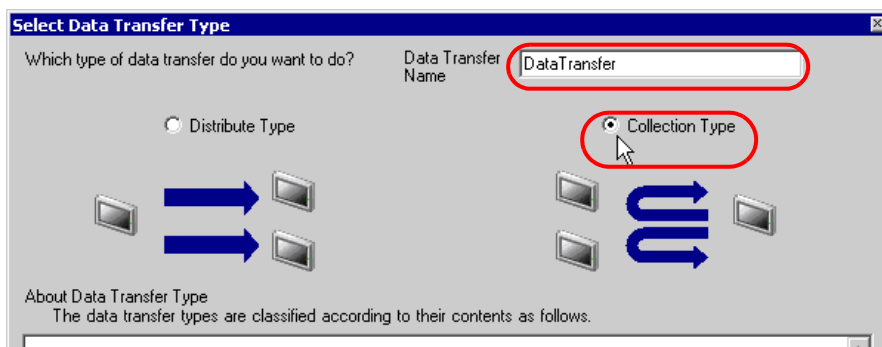 Select Data Transfer Type
Which type of data transfer do you want to do?
Data Transfer
Name
DataTransfer
Distribute Type
Collection Type
About Data Transfer Type
The data transfer types are classified according to their contents as follows.